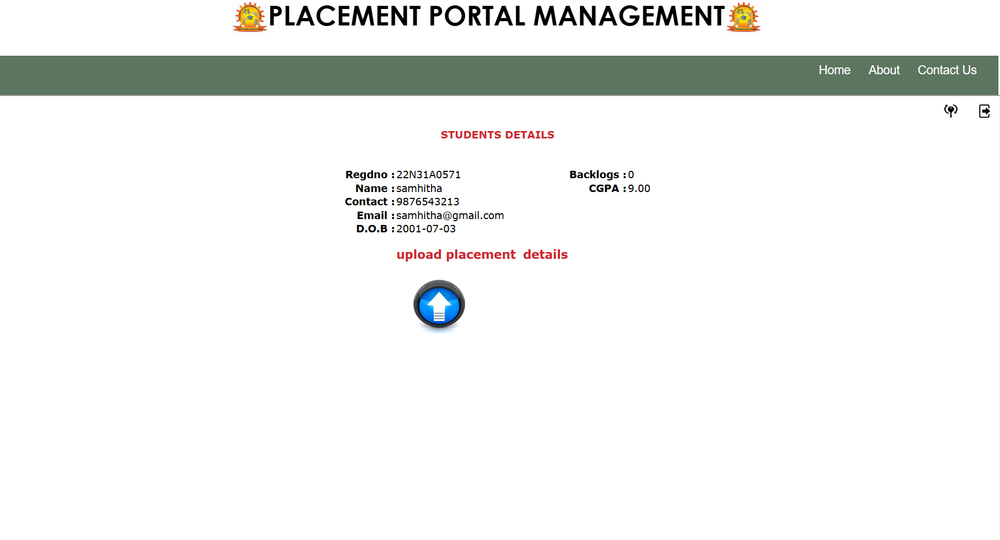 PLACEMENT PORTAL MANAGEMENT
Home About Contact Us
STUDENTS DETAILS
Regdno :22N31A0571 Backlogs :0
Name :samhitha CGPA :9.00
Contact :9876543213
Email :samhitha@gmail.com
D.O.B :2001-07-03
upload placement details